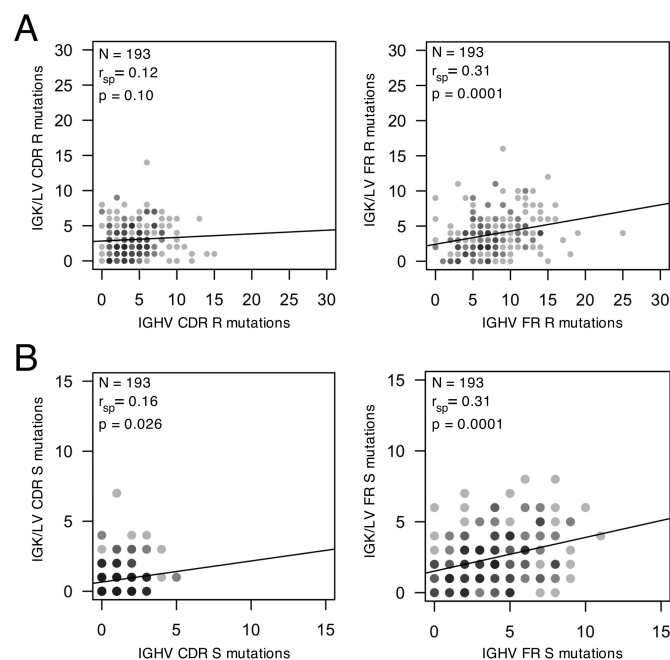 A
IGK/LV CDR R mutations
30
25
20
15
10
5
0
N = 193
rsp= 0.12
p = 0.10
0 5 10 15 20 25 30
IGHV CDR R mutations
IGK/LV FR R mutations
30
25
20
15
10
5
0
N = 193
rsp= 0.31
p = 0.0001
0 5 10 15 20 25 30
IGHV FR R mutations
B
IGK/LV CDR S mutations
15
10
5
0
N = 193
rsp= 0.16
p = 0.026
0 5 10 15
IGHV CDR S mutations
IGK/LV FR S mutations
15
10
5
0
N = 193
rsp= 0.31
p = 0.0001
0 5 10 15
IGHV FR S mutations